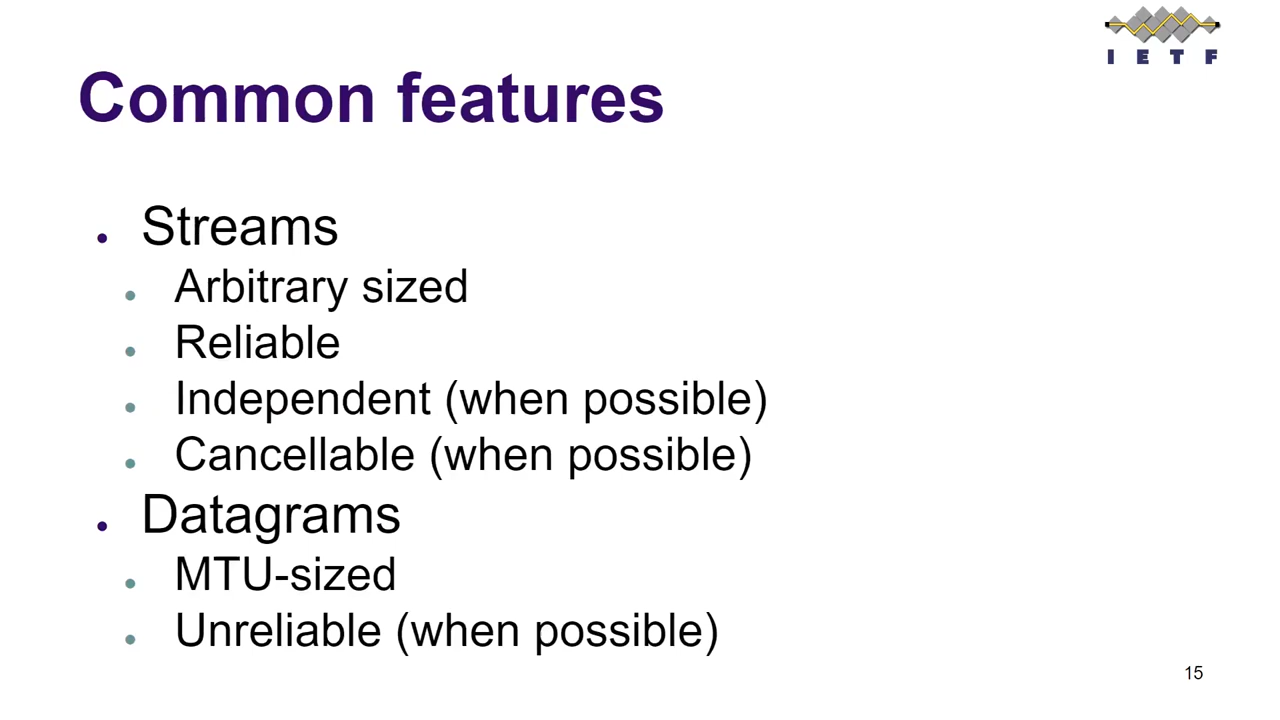 I E T F
Common features
Streams
Arbitrary sized
Reliable
Independent (when possible)
Cancellable (when possible)
Datagrams
MTU-sized
Unreliable (when possible)
15